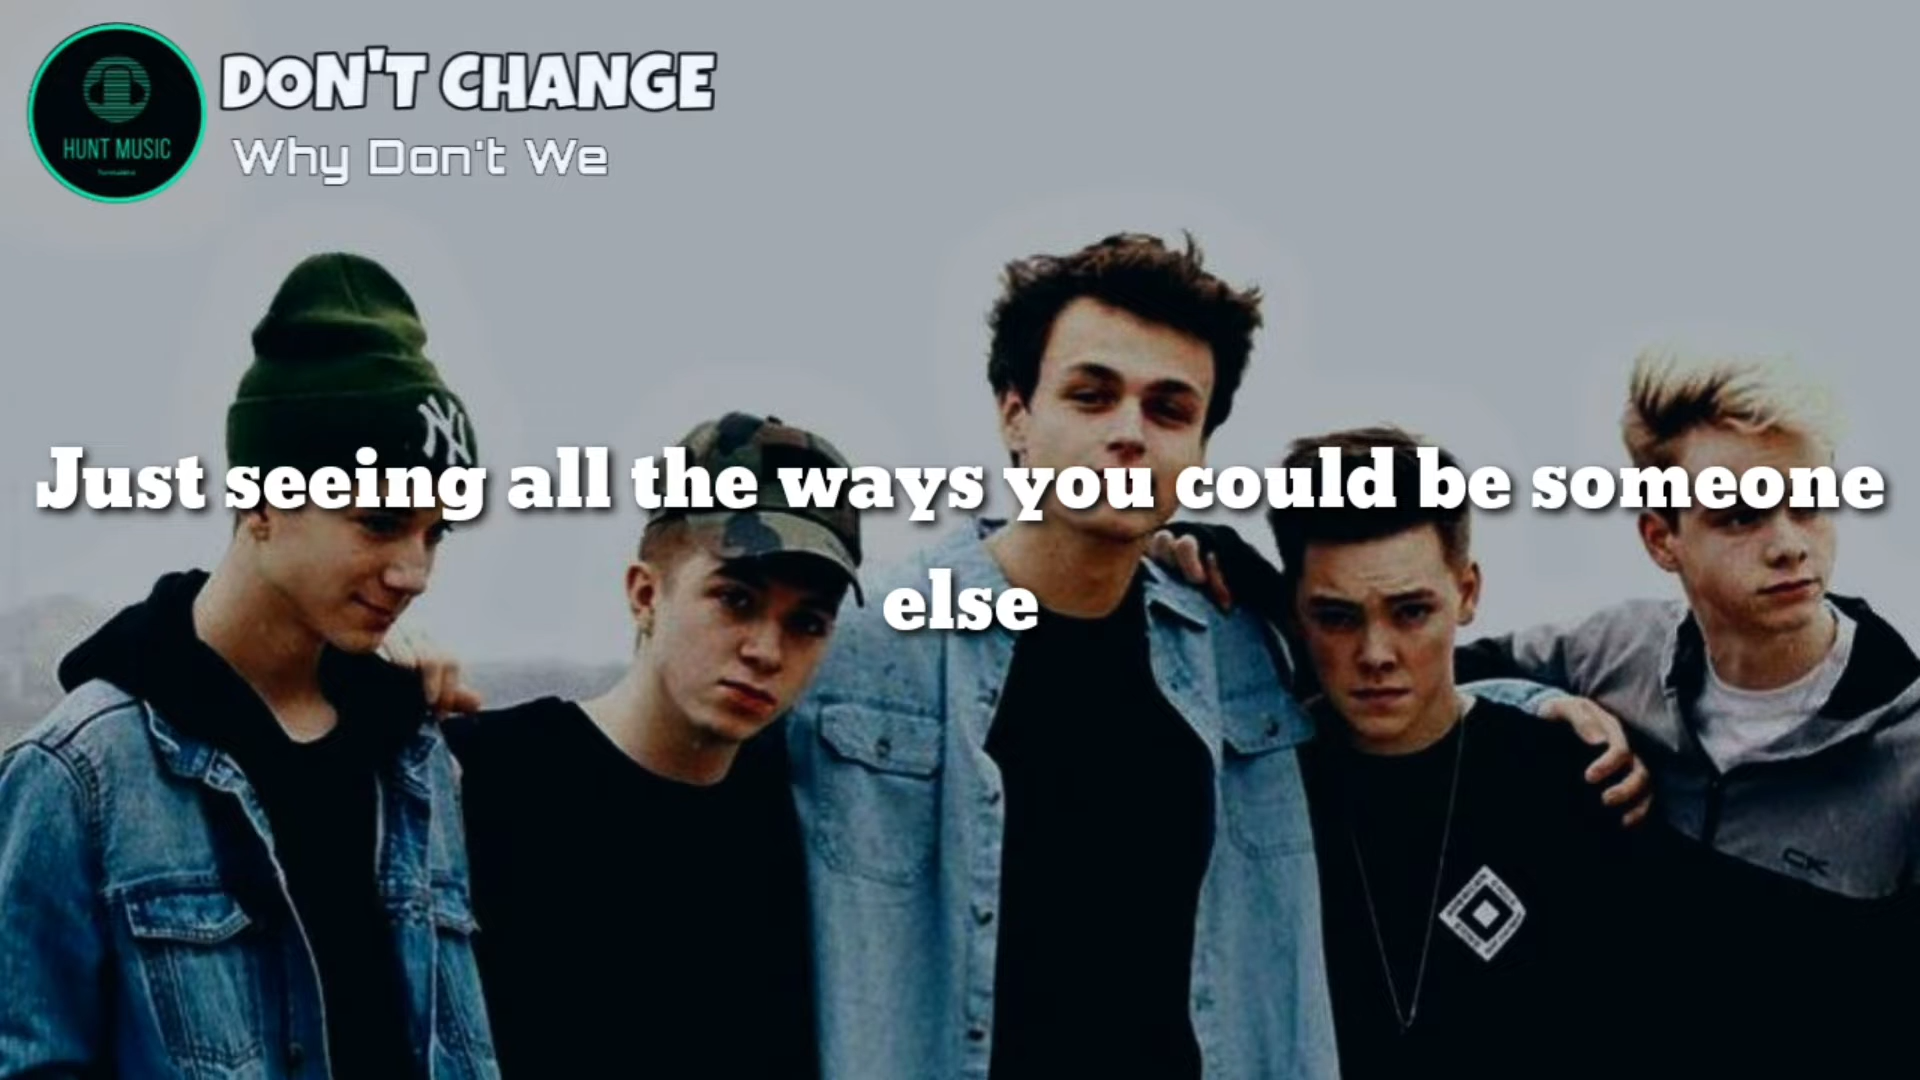 DON'T CHANGE
Why Don't We
HUNT MUSIC
NY
Just seeing all the ways you could be someone
else
CK